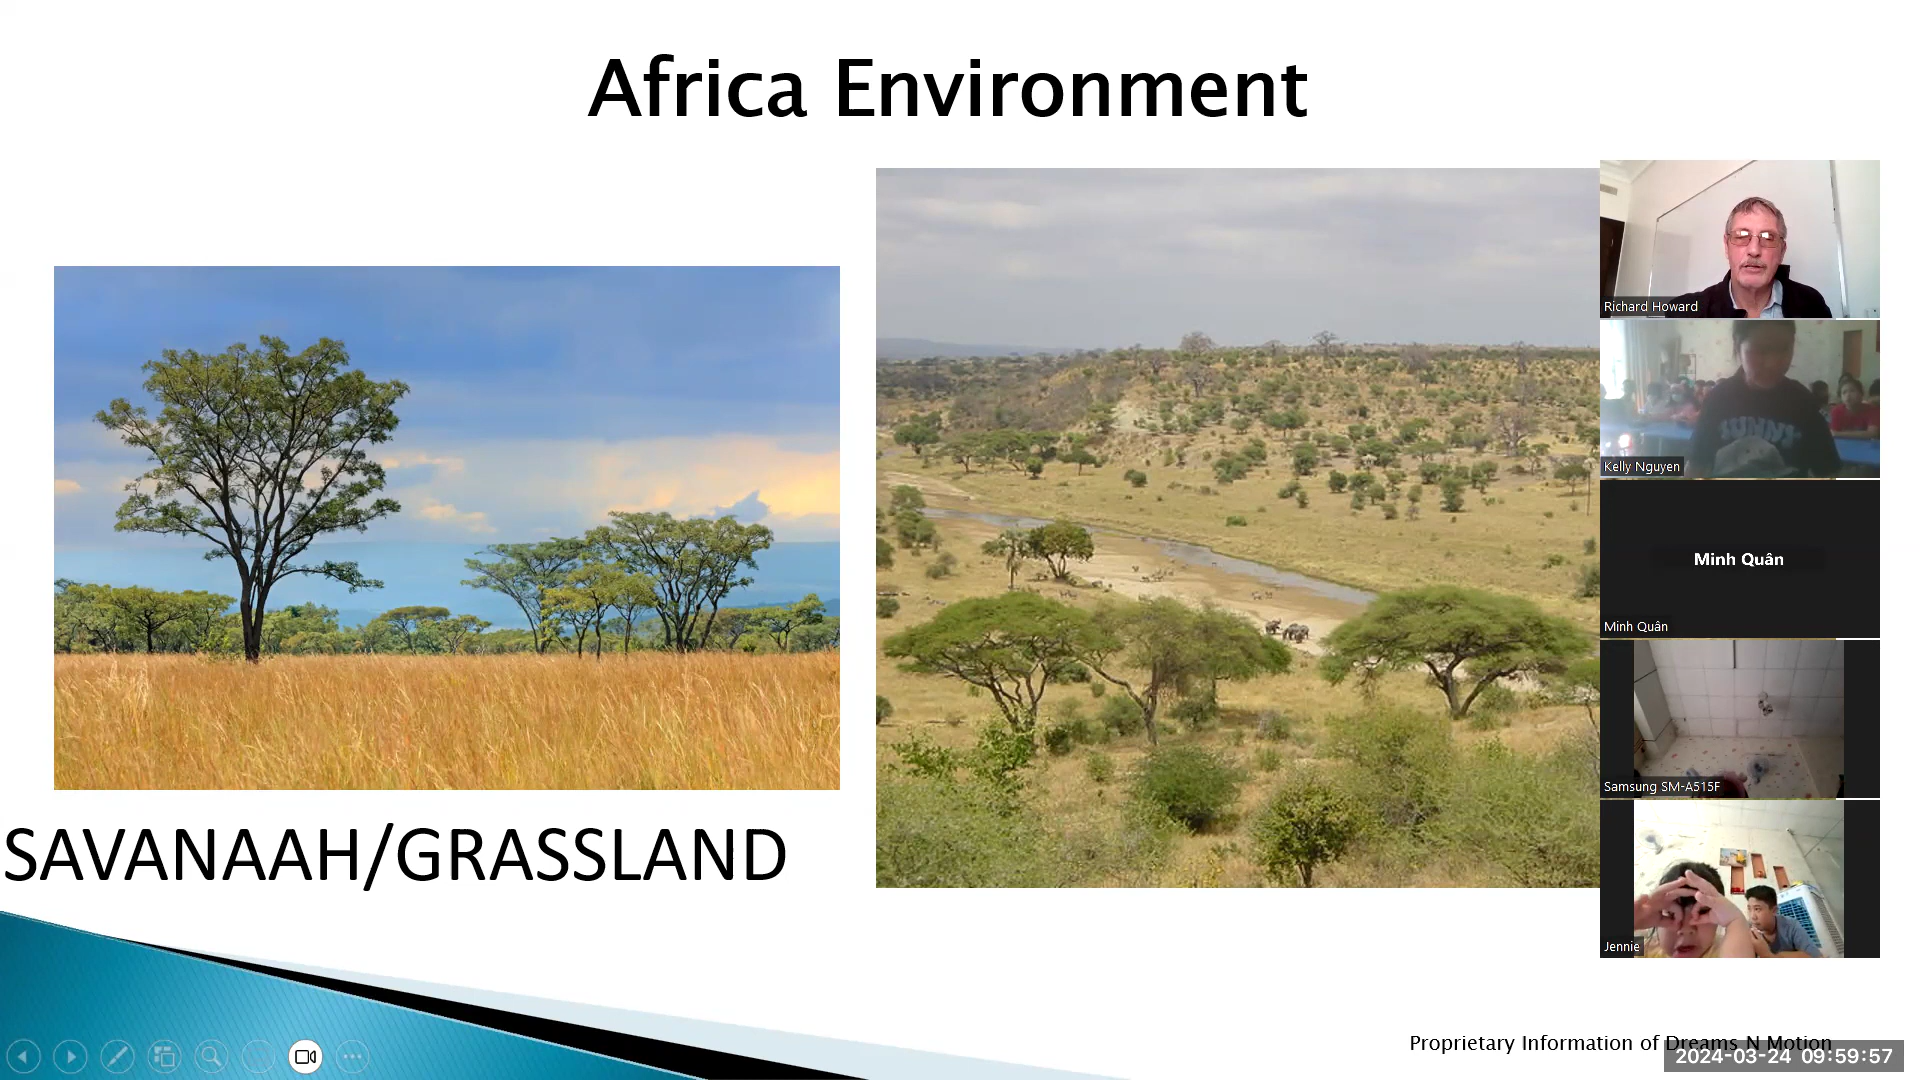 Africa Environment
Richard Howard
SUNNY
Kelly Nguyen
Minh Quân
Minh Quân
Samsung SM-A515F
Jennie
SAVANAAH/GRASSLAND
Proprietary Information of Dreams N Motion
2024-03-24 09:59:57